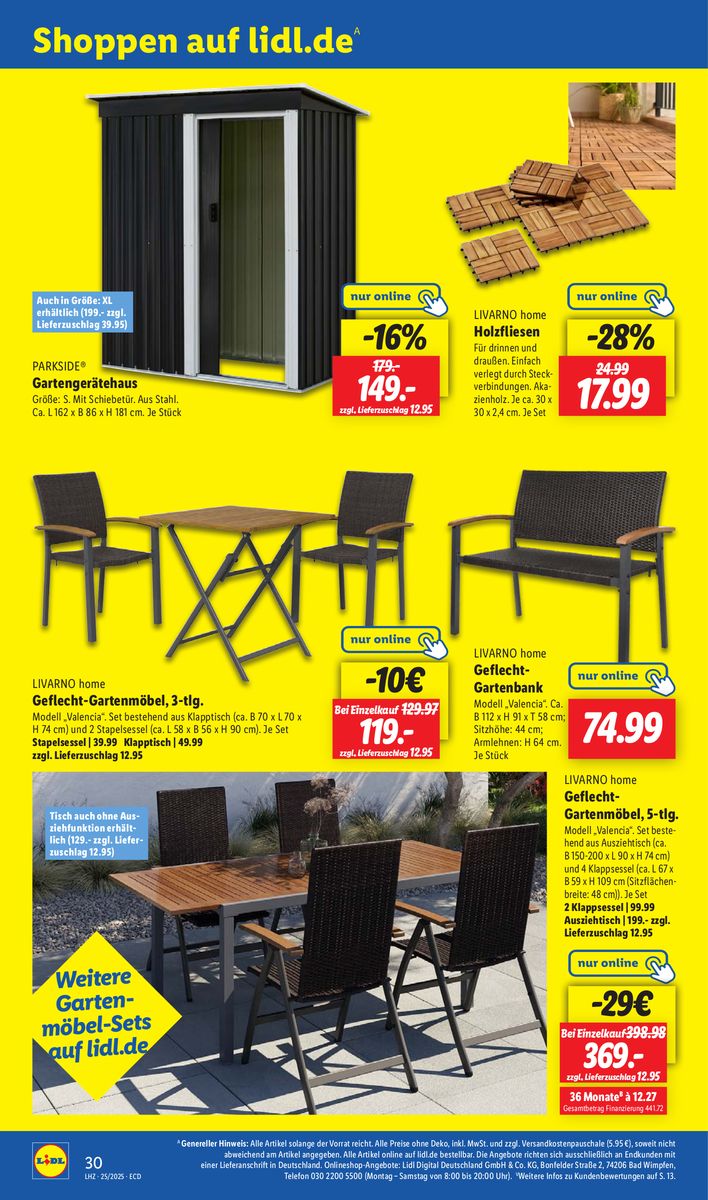 Shoppen auf lidl.de^A
Auch in Größe: XL
erhältlich (199.- zzgl.
Lieferzuschlag 39.95)
PARKSIDE®
Gartengerätehaus
Größe: S. Mit Schiebetür. Aus Stahl.
Ca. L 162 x B 86 x H 181 cm. Je Stück
nur online
-16%
179.-
149.-
zzgl. Lieferzuschlag 12.95
LIVARNO home
Holzfliesen
Für drinnen und
draußen. Einfach
verlegt durch Steck-
verbindungen. Aka-
zienholz. Je ca. 30 x
30 x 2,4 cm. Je Set
nur online
-28%
24.99
17.99
LIVARNO home
Geflecht-Gartenmöbel, 3-tlg.
Modell „Valencia“. Set bestehend aus Klapptisch (ca. B 70 x L 70 x
H 74 cm) und 2 Stapelsessel (ca. L 58 x B 56 x H 90 cm). Je Set
Stapelsessel | 39.99 Klapptisch | 49.99
zzgl. Lieferzuschlag 12.95
nur online
-10€
Bei Einzelkauf 129.97
119.-
zzgl. Lieferzuschlag 12.95
LIVARNO home
Geflecht-
Gartenbank
Modell „Valencia“. Ca.
B 112 x H 91 x T 58 cm;
Sitzhöhe: 44 cm;
Armlehnen: H 64 cm.
Je Stück
nur online
74.99
Tisch auch ohne Aus-
ziehfunktion erhält-
lich (129.- zzgl. Liefer-
zuschlag 12.95)
Weitere
Garten-
möbel-Sets
auf lidl.de
LIVARNO home
Geflecht-
Gartenmöbel, 5-tlg.
Modell „Valencia“. Set beste-
hend aus Ausziehtisch (ca.
B 150-200 x L 90 x H 74 cm)
und 4 Klappsessel (ca. L 67 x
B 59 x H 109 cm (Sitzflächen-
breite: 48 cm)). Je Set
2 Klappsessel | 99.99
Ausziehtisch | 199.- zzgl.
Lieferzuschlag 12.95
nur online
-29€
Bei Einzelkauf 398.98
369.-
zzgl. Lieferzuschlag 12.95
36 Monate⁸ à 12.27
Gesamtbetrag Finanzierung 441.72
LIDL
30
LHZ · 25/2025 · ECD
^A Genereller Hinweis: Alle Artikel solange der Vorrat reicht. Alle Preise ohne Deko, inkl. MwSt. und zzgl. Versandkostenpauschale (5.95 €), soweit nicht
abweichend am Artikel angegeben. Alle Artikel online auf lidl.de bestellbar. Die Angebote richten sich ausschließlich an Endkunden mit
einer Lieferanschrift in Deutschland. Onlineshop-Angebote: Lidl Digital Deutschland GmbH & Co. KG, Bonfelder Straße 2, 74206 Bad Wimpfen,
Telefon 030 2200 5500 (Montag – Samstag von 8:00 bis 20:00 Uhr). ¹Weitere Infos zu Kundenbewertungen auf S. 13.